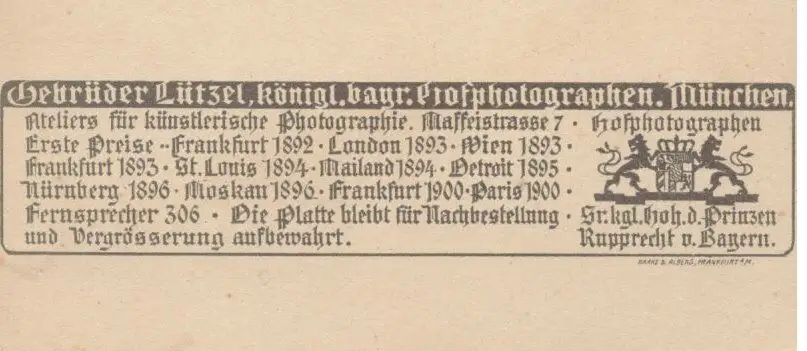 Gebrüder Lützel, königl. bayr. Hofphotographen. München.
Ateliers für künstlerische Photographie. Maffeistrasse 7 ·
Erste Preise · Frankfurt 1892 · London 1893 · Wien 1893 ·
Frankfurt 1893 · St. Louis 1894 · Mailand 1894 · Detroit 1895 ·
Nürnberg 1896 · Moskau 1896 · Frankfurt 1900 · Paris 1900 ·
Fernsprecher 306 · Die Platte bleibt für Nachbestellung ·
und Vergrösserung aufbewahrt.
Hofphotographen
Sr. kgl. Hoh. d. Prinzen
Rupprecht v. Bayern.
FRANKFURT A/M.